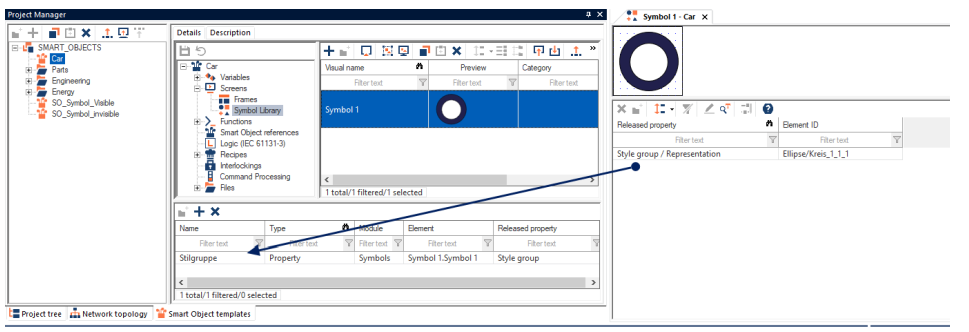 Project Manager
Symbol 1 - Car
Details Description
SMART_OBJECTS
Car
Parts
Engineering
Energy
SO_Symbol_Visible
SO_Symbol_invisible
Car
Variables
Screens
Frames
Symbol Library
Functions
Smart Object references
Logic (IEC 61131-3)
Recipes
Interlockings
Command Processing
Files
Visual name Preview Category
Filter text Filter text Filter text
Symbol 1
1 total/1 filtered/1 selected
Released property Element ID
Filter text Filter text
Style group / Representation Ellipse/Kreis_1_1_1
Name Type Module Element Released property
Filter text Filter text Filter text Filter text Filter text
Stilgruppe Property Symbols Symbol 1.Symbol 1 Style group
1 total/1 filtered/0 selected
Project tree Network topology Smart Object templates